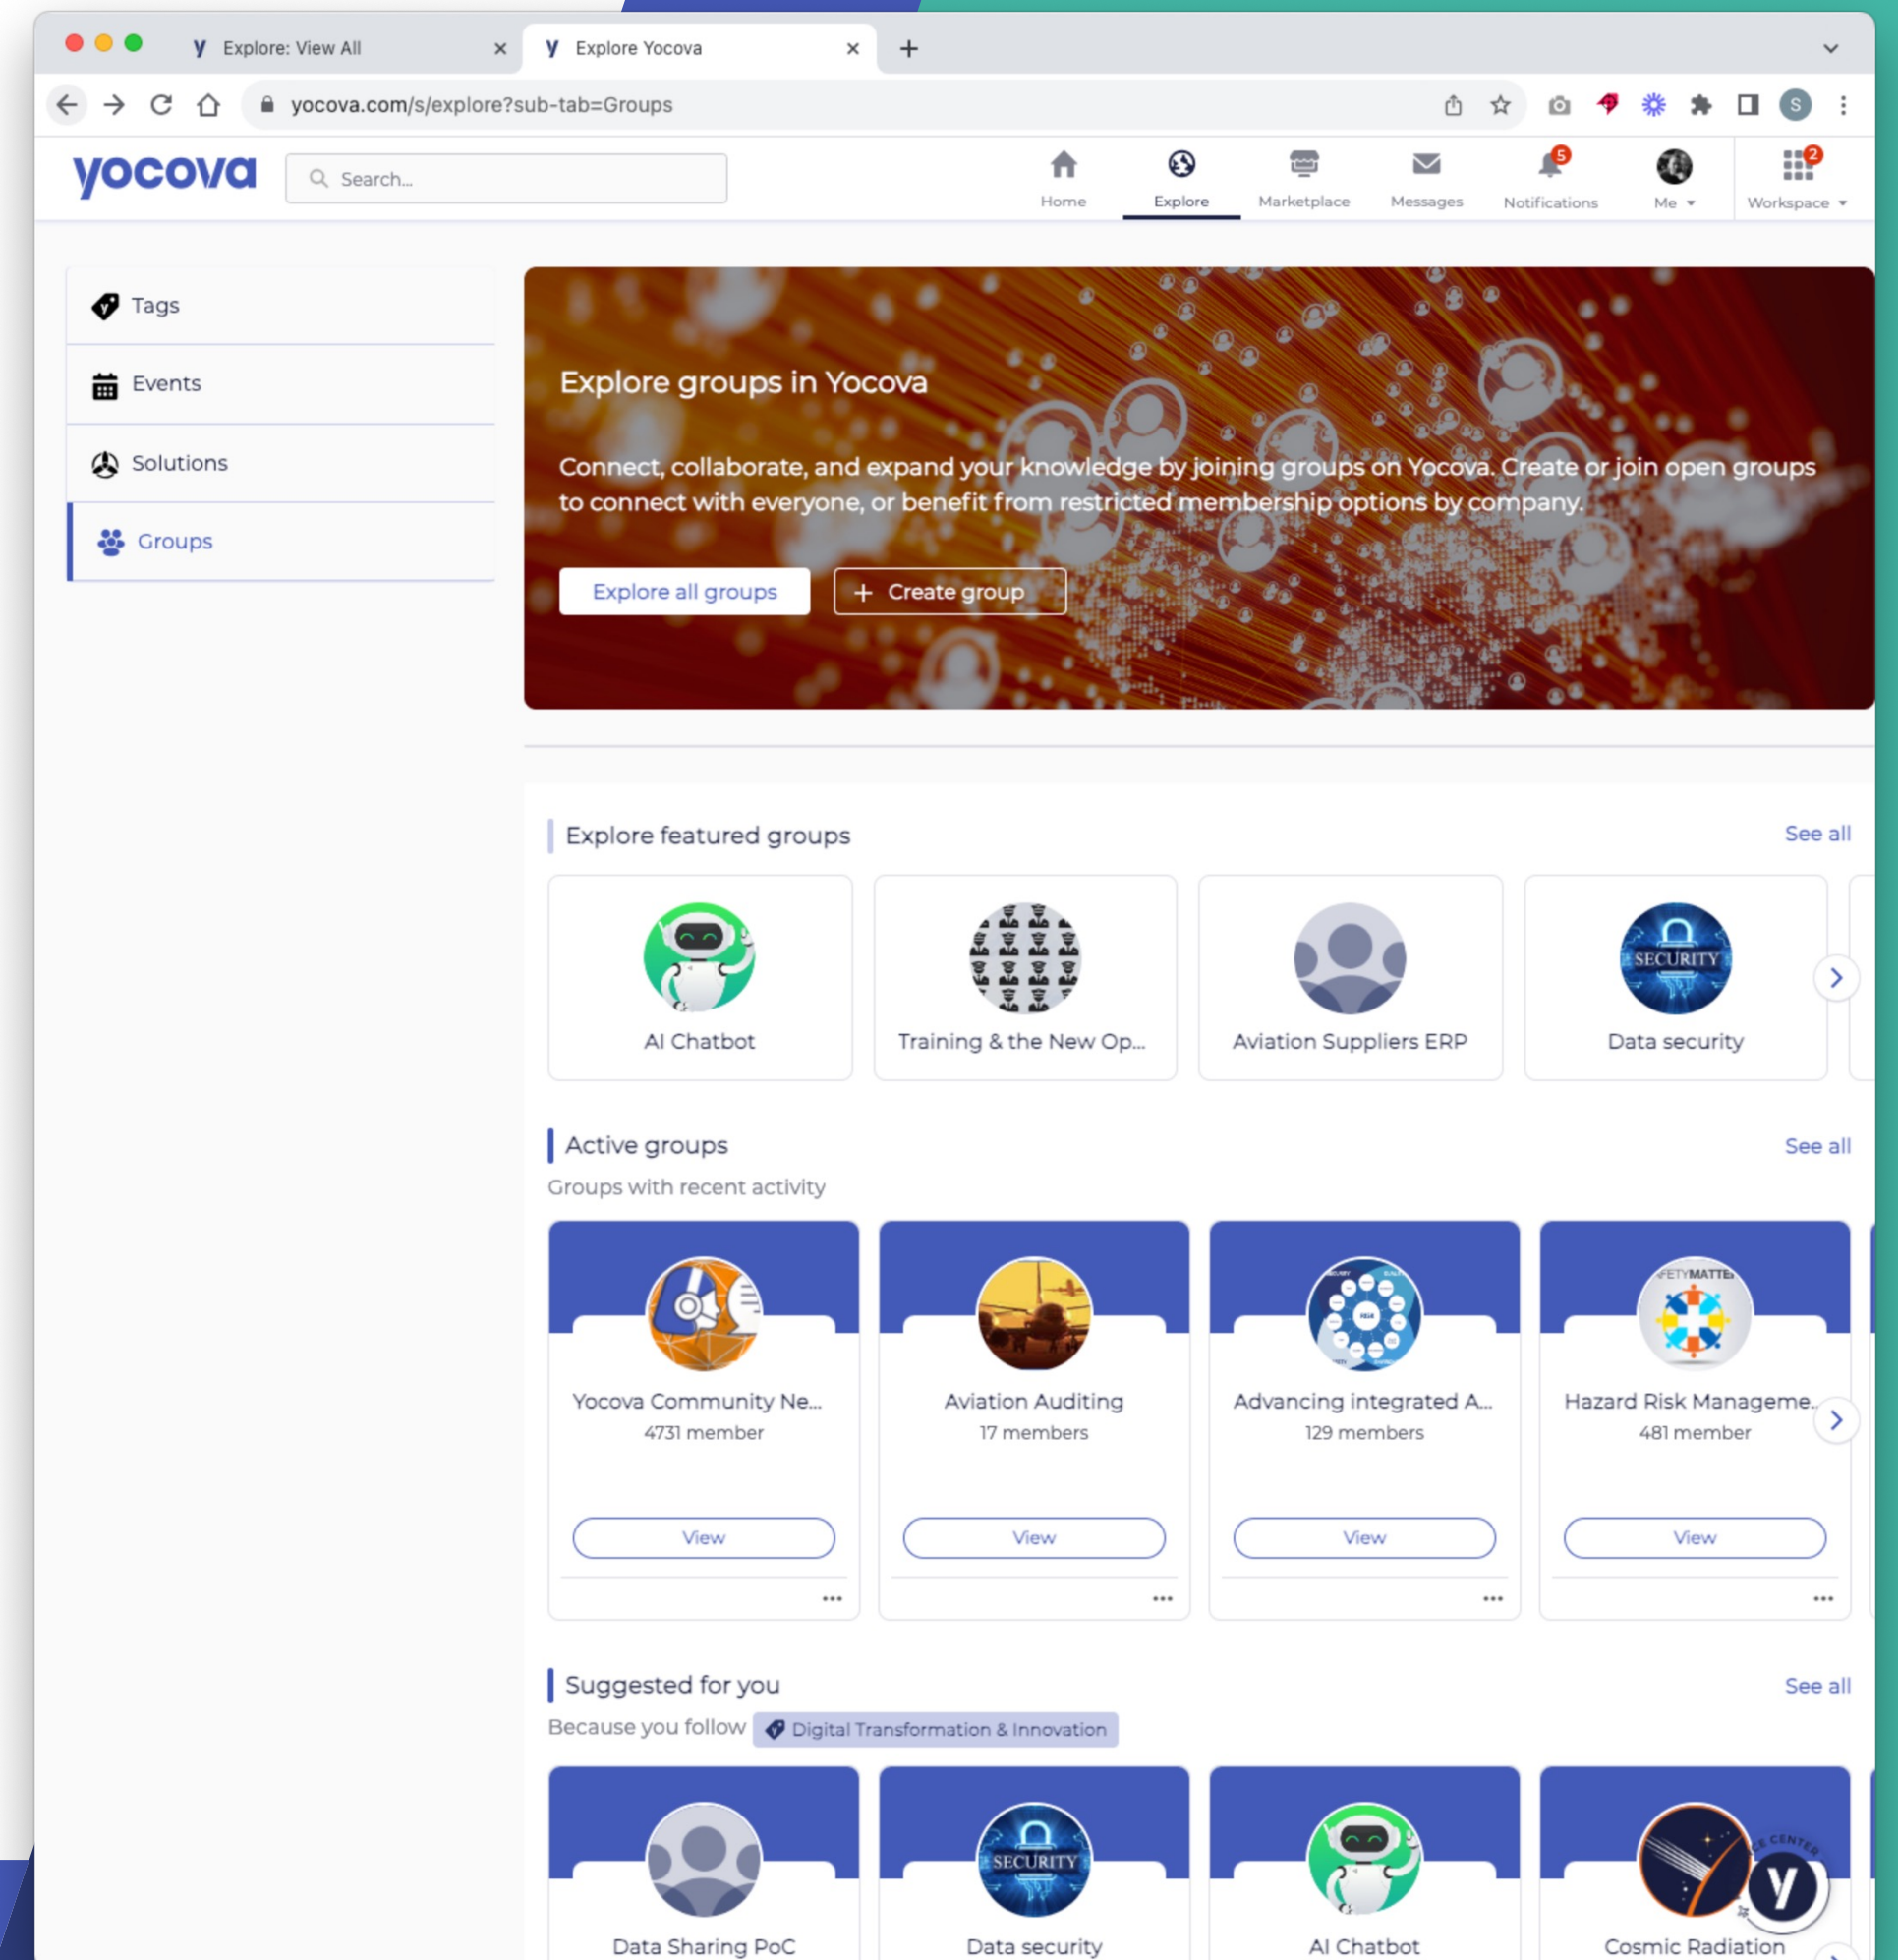 Explore: View All
Explore Yocova
yocova.com/s/explore?sub-tab=Groups
S
yocova
Search...
Home
Explore
Marketplace
Messages
5
Notifications
Me
2
Workspace
Tags
Events
Solutions
Groups
Explore groups in Yocova
Connect, collaborate, and expand your knowledge by joining groups on Yocova. Create or join open groups
to connect with everyone, or benefit from restricted membership options by company.
Explore all groups
+ Create group
Explore featured groups
See all
SECURITY
AI Chatbot
Training & the New Op...
Aviation Suppliers ERP
Data security
Active groups
See all
Groups with recent activity
FETYMATTE
Yocova Community Ne...
Aviation Auditing
Advancing integrated A...
Hazard Risk Manageme...
4731 member
17 members
129 members
481 member
View
View
View
View
Suggested for you
See all
Because you follow
Digital Transformation & Innovation
SECURITY
CE CENTER
y
Data Sharing PoC
Data security
AI Chatbot
Cosmic Radiation